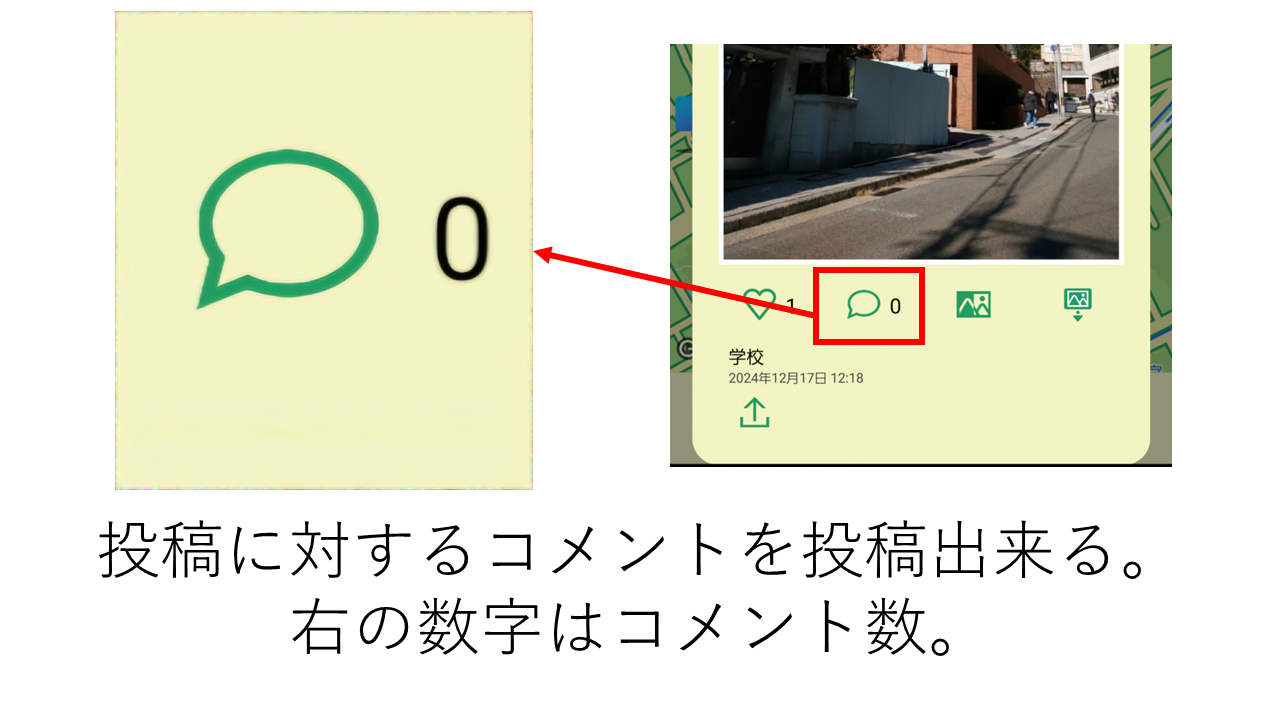 0
1
0
学校
2024年12月17日 12:18
投稿に対するコメントを投稿出来る。
右の数字はコメント数。